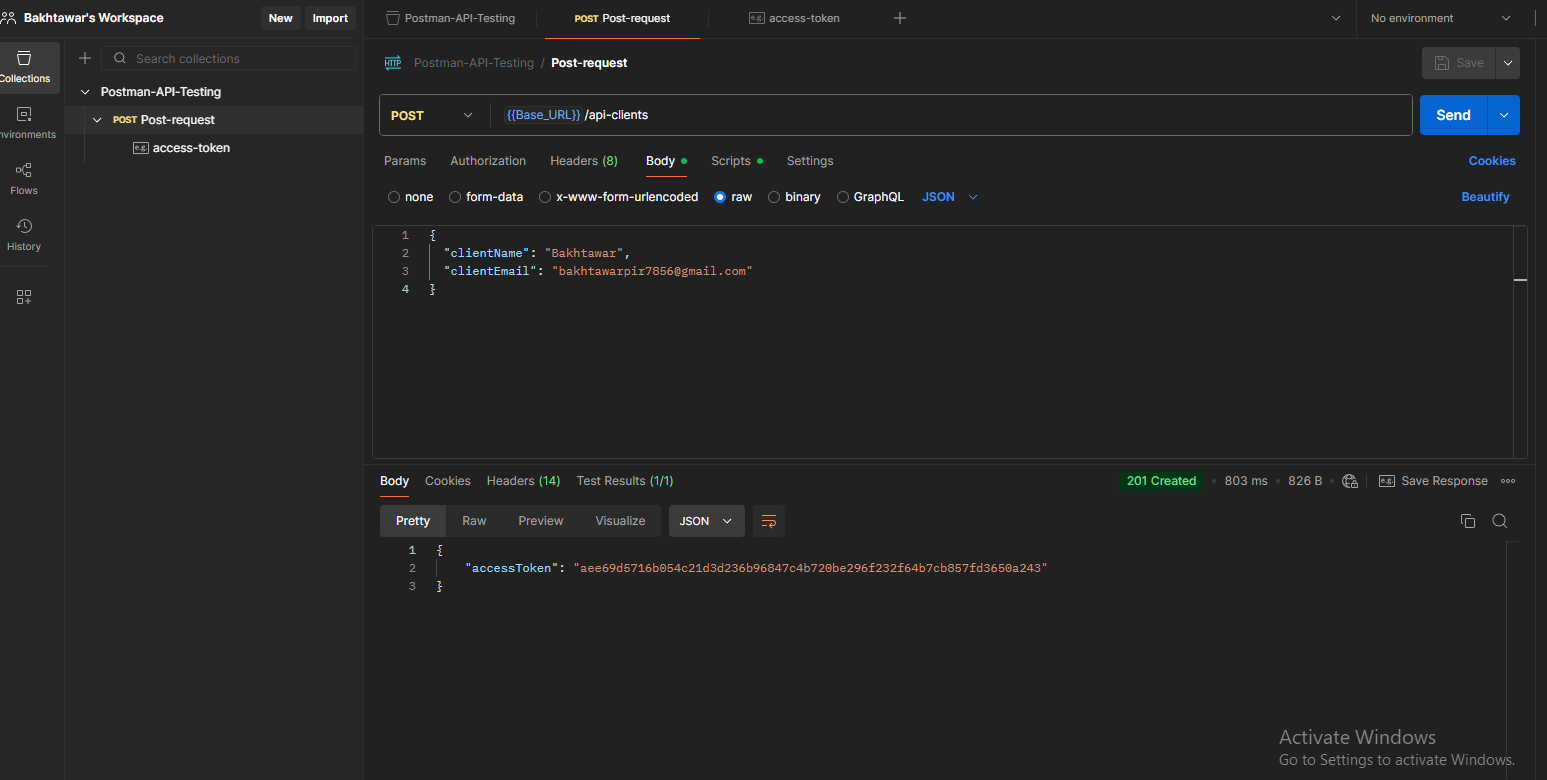 Bakhtawar's Workspace
New
Import
Postman-API-Testing
POST Post-request
e.g. access-token
No environment
Collections
nvironments
Flows
History
Search collections
Postman-API-Testing
POST Post-request
e.g. access-token
HTTP Postman-API-Testing / Post-request
Save
POST
{{Base_URL}} /api-clients
Send
Params Authorization Headers (8) Body Scripts Settings
Cookies
none form-data x-www-form-urlencoded raw binary GraphQL JSON
Beautify
1 {
2 "clientName": "Bakhtawar",
3 "clientEmail": "bakhtawarpir7856@gmail.com"
4 }
Body Cookies Headers (14) Test Results (1/1)
201 Created 803 ms 826 B e.g. Save Response
Pretty Raw Preview Visualize JSON
1 {
2 "accessToken": "aee69d5716b054c21d3d236b96847c4b720be296f232f64b7cb857fd3650a243"
3 }
Activate Windows
Go to Settings to activate Windows.